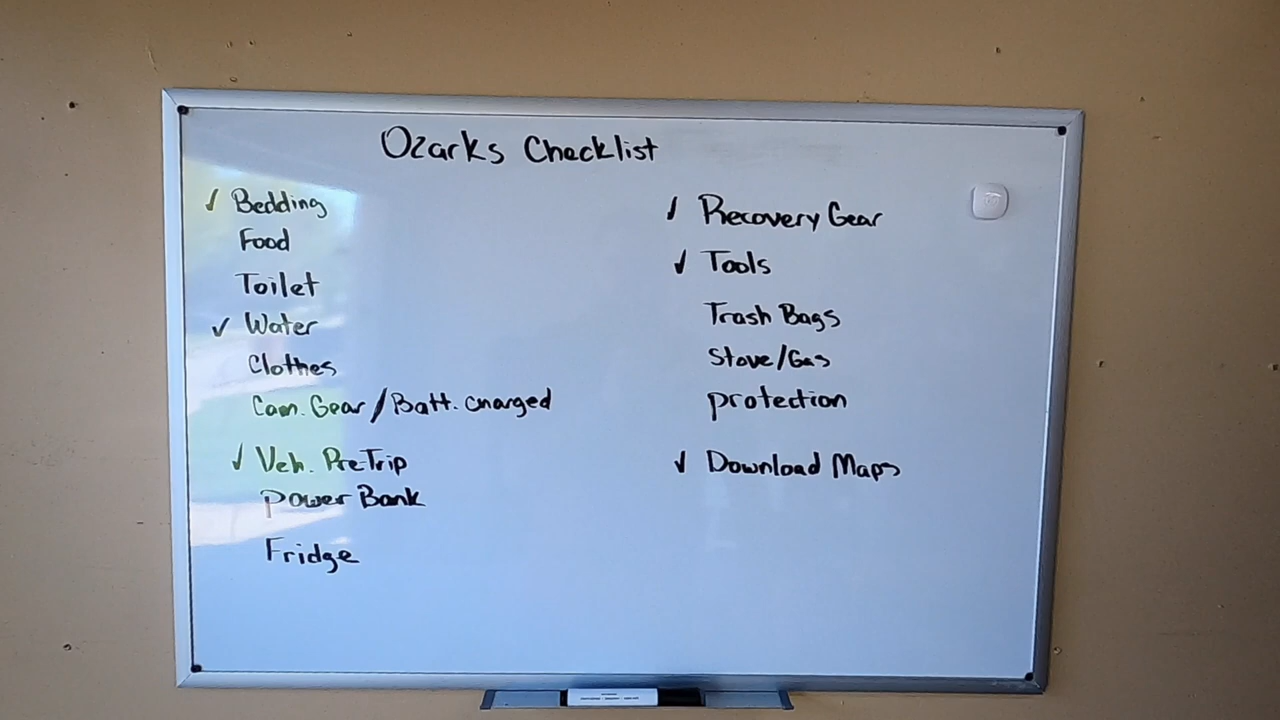 Ozarks Checklist
✓ Bedding
Food
Toilet
✓ Water
Clothes
Cam. Gear / Batt. charged
✓ Veh. PreTrip
Power Bank
Fridge
✓ Recovery Gear
✓ Tools
Trash Bags
Stove/Gas
protection
✓ Download Maps